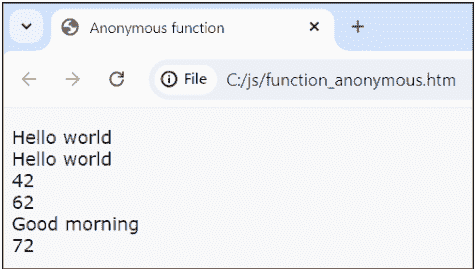 Anonymous function
File C:/js/function_anonymous.htm
Hello world
Hello world
42
62
Good morning
72